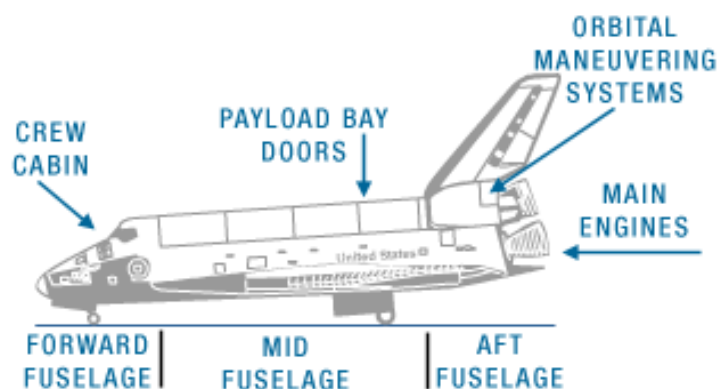 ORBITAL
MANEUVERING
SYSTEMS
PAYLOAD BAY
DOORS
CREW
CABIN
MAIN
ENGINES
United States
FORWARD
FUSELAGE
MID
FUSELAGE
AFT
FUSELAGE